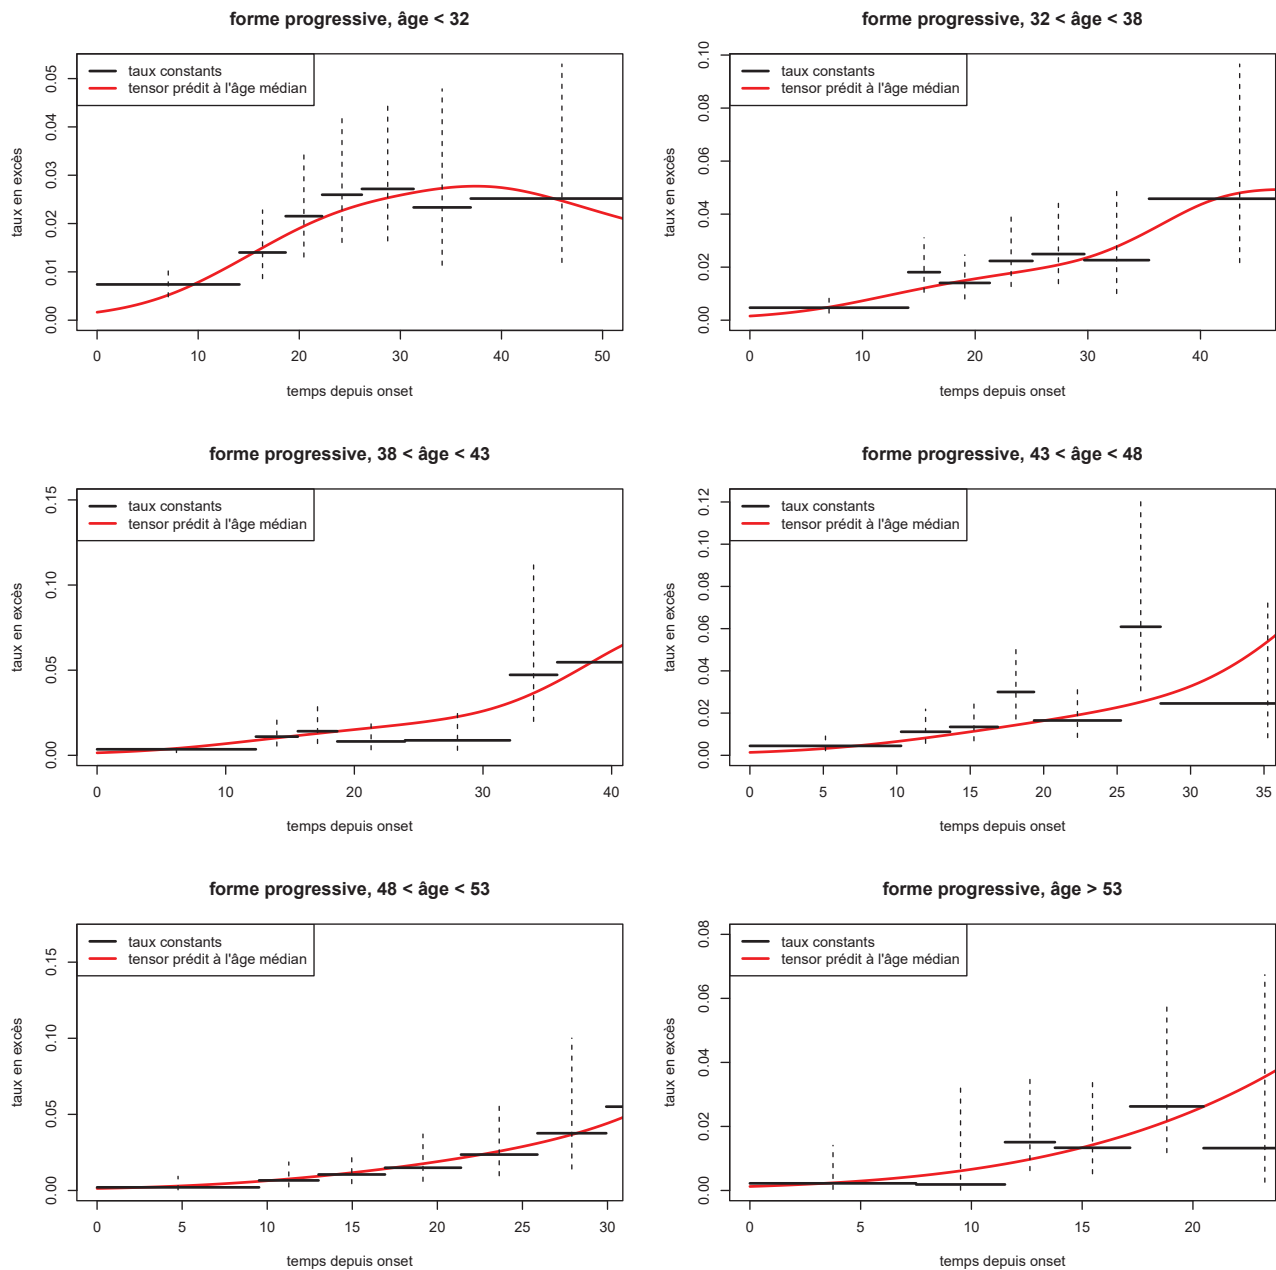 forme progressive, âge < 32
taux constants
tensor prédit à l'âge médian
taux en excès
0.00 0.01 0.02 0.03 0.04 0.05
0 10 20 30 40 50
temps depuis onset
forme progressive, 32 < âge < 38
taux constants
tensor prédit à l'âge médian
taux en excès
0.00 0.02 0.04 0.06 0.08 0.10
0 10 20 30 40
temps depuis onset
forme progressive, 38 < âge < 43
taux constants
tensor prédit à l'âge médian
taux en excès
0.00 0.05 0.10 0.15
0 10 20 30 40
temps depuis onset
forme progressive, 43 < âge < 48
taux constants
tensor prédit à l'âge médian
taux en excès
0.00 0.02 0.04 0.06 0.08 0.10 0.12
0 5 10 15 20 25 30 35
temps depuis onset
forme progressive, 48 < âge < 53
taux constants
tensor prédit à l'âge médian
taux en excès
0.00 0.05 0.10 0.15
0 5 10 15 20 25 30
temps depuis onset
forme progressive, âge > 53
taux constants
tensor prédit à l'âge médian
taux en excès
0.00 0.02 0.04 0.06 0.08
0 5 10 15 20
temps depuis onset